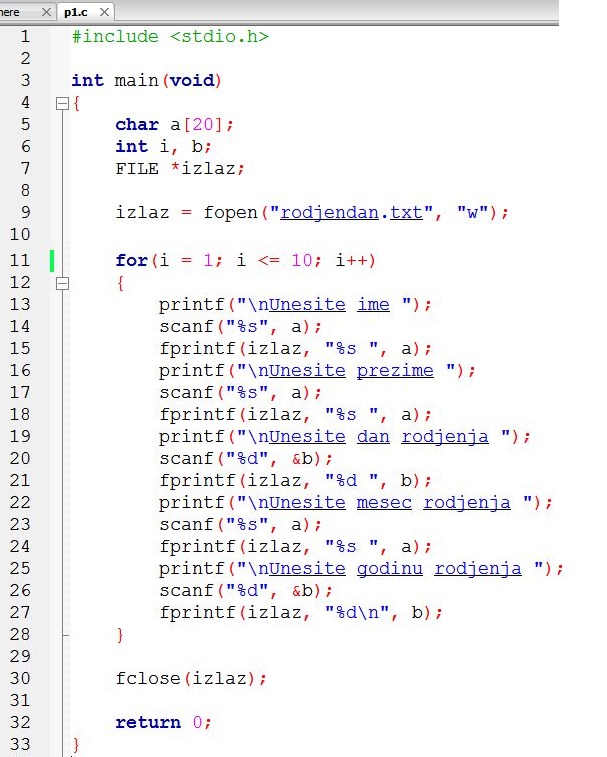 nere p1.c
1 #include <stdio.h>
2
3 int main(void)
4 {
5 char a[20];
6 int i, b;
7 FILE *izlaz;
8
9 izlaz = fopen("rodjendan.txt", "w");
10
11 for(i = 1; i <= 10; i++)
12 {
13 printf("\nUnesite ime ");
14 scanf("%s", a);
15 fprintf(izlaz, "%s ", a);
16 printf("\nUnesite prezime ");
17 scanf("%s", a);
18 fprintf(izlaz, "%s ", a);
19 printf("\nUnesite dan rodjenja ");
20 scanf("%d", &b);
21 fprintf(izlaz, "%d ", b);
22 printf("\nUnesite mesec rodjenja ");
23 scanf("%s", a);
24 fprintf(izlaz, "%s ", a);
25 printf("\nUnesite godinu rodjenja ");
26 scanf("%d", &b);
27 fprintf(izlaz, "%d\n", b);
28 }
29
30 fclose(izlaz);
31
32 return 0;
33 }